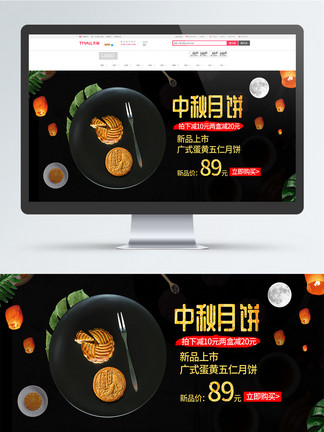 TMALL天猫
中秋月饼
拍下减10元两盒减20元
新品上市
广式蛋黄五仁月饼
新品价：89元 立即购买>
中秋月饼
拍下减10元两盒减20元
新品上市
广式蛋黄五仁月饼
新品价：89元 立即购买>